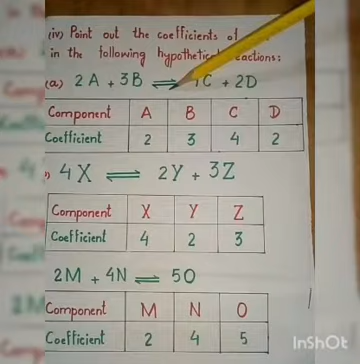 (iv) Point out the coefficients of
in the following hypothetical reactions:
(a) 2A + 3B ⇌ 4C + 2D
Component A B C D
Coefficient 2 3 4 2
4X ⇌ 2Y + 3Z
Component X Y Z
Coefficient 4 2 3
2M + 4N ⇌ 5O
Component M N O
Coefficient 2 4 5
InShOt